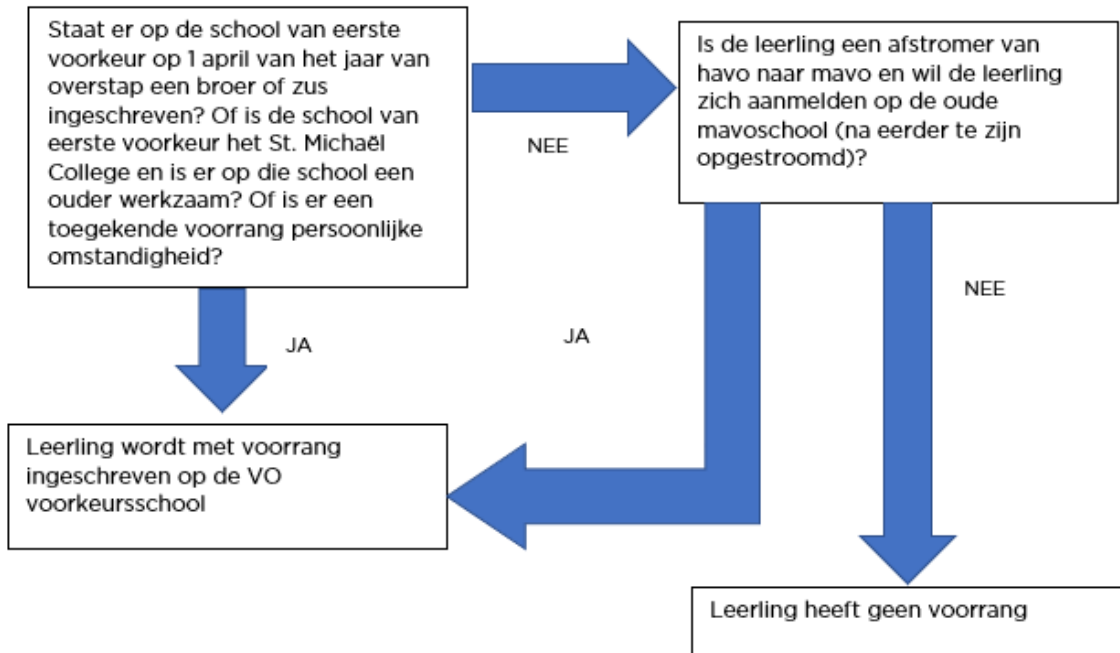 Staat er op de school van eerste
voorkeur op 1 april van het jaar van
overstap een broer of zus
ingeschreven? Of is de school van
eerste voorkeur het St. Michaël
College en is er op die school een
ouder werkzaam? Of is er een
toegekende voorrang persoonlijke
omstandigheid?
NEE
Is de leerling een afstromer van
havo naar mavo en wil de leerling
zich aanmelden op de oude
mavoschool (na eerder te zijn
opgestroomd)?
JA
JA
NEE
Leerling wordt met voorrang
ingeschreven op de VO
voorkeursschool
Leerling heeft geen voorrang